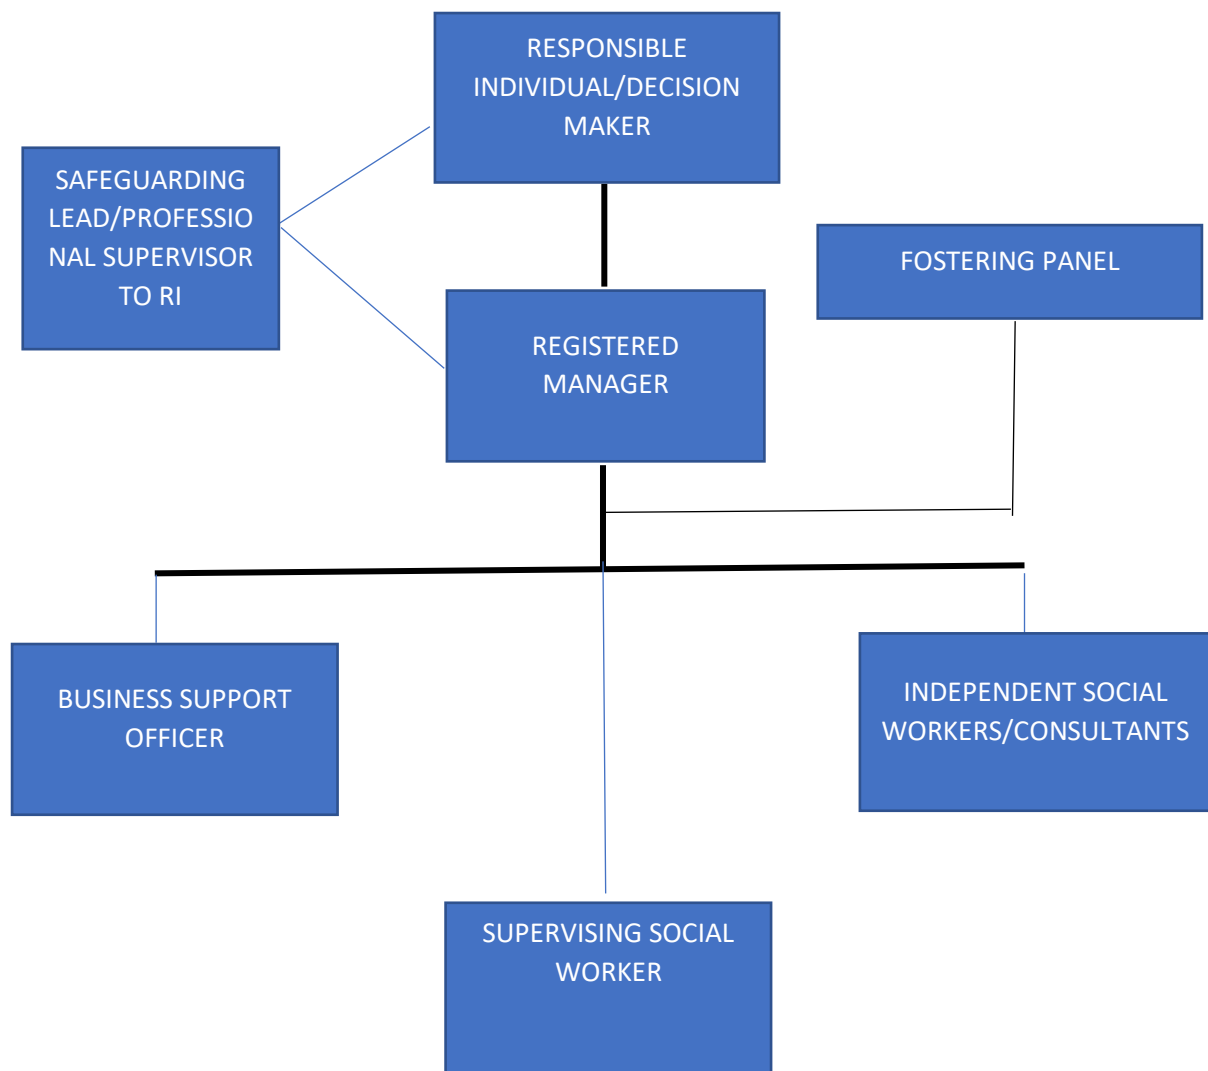 RESPONSIBLE
INDIVIDUAL/DECISION
MAKER
SAFEGUARDING
LEAD/PROFESSIO
NAL SUPERVISOR
TO RI
FOSTERING PANEL
REGISTERED
MANAGER
BUSINESS SUPPORT
OFFICER
INDEPENDENT SOCIAL
WORKERS/CONSULTANTS
SUPERVISING SOCIAL
WORKER